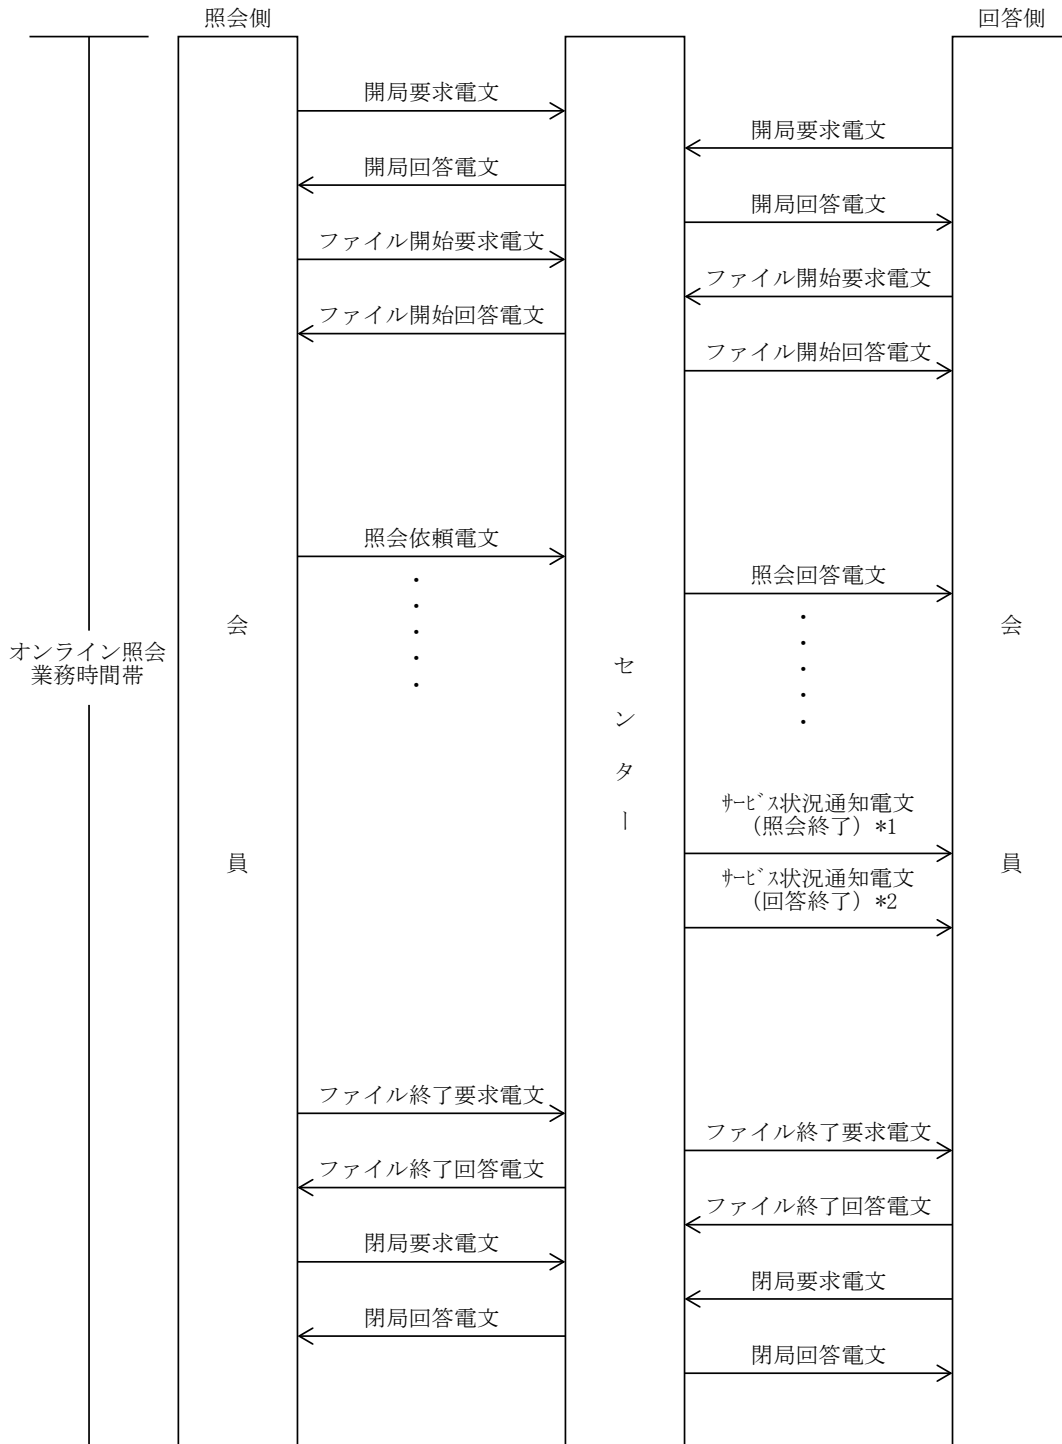 照会側
回答側
開局要求電文
開局要求電文
開局回答電文
開局回答電文
ファイル開始要求電文
ファイル開始要求電文
ファイル開始回答電文
ファイル開始回答電文
照会依頼電文
照会回答電文
・
・
・
・
・
・
・
・
・
・
オンライン照会
業務時間帯
会
員
センター
会
員
ｻｰﾋﾞｽ状況通知電文
（照会終了）*1
ｻｰﾋﾞｽ状況通知電文
（回答終了）*2
ファイル終了要求電文
ファイル終了要求電文
ファイル終了回答電文
ファイル終了回答電文
閉局要求電文
閉局要求電文
閉局回答電文
閉局回答電文